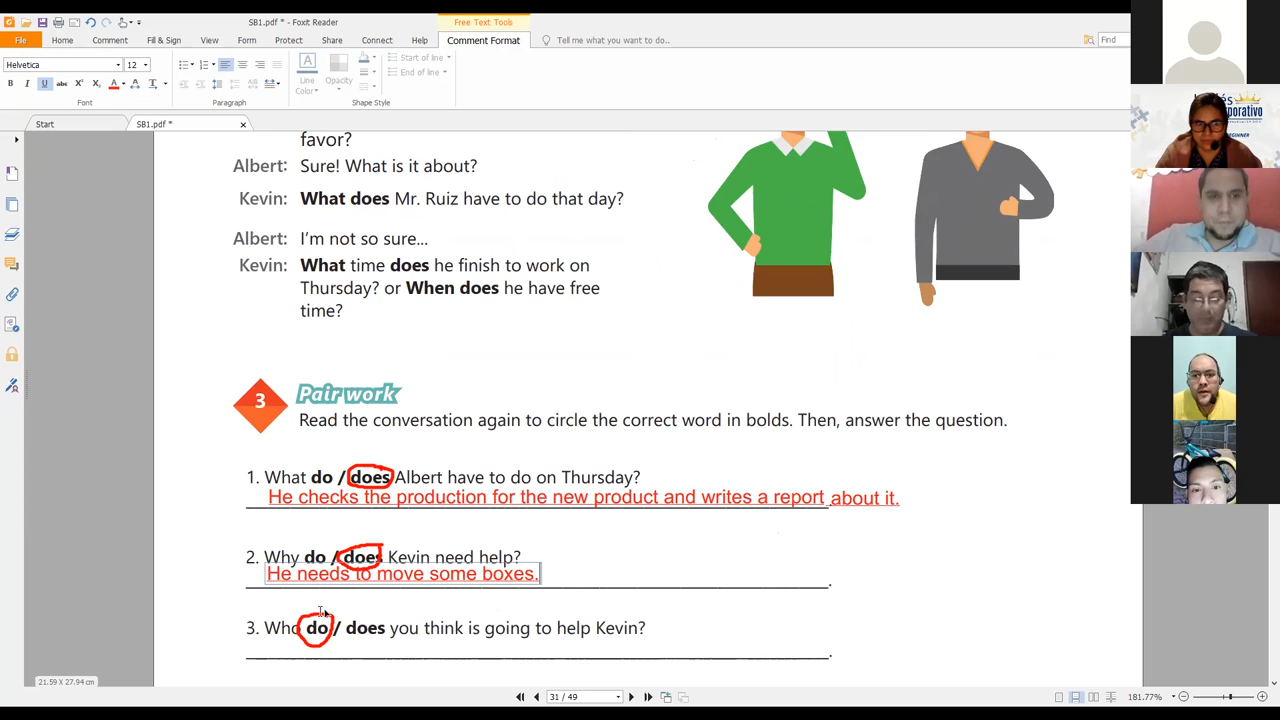 SB1.pdf * - Foxit Reader
Free Text Tools
File Home Comment Fill & Sign View Form Protect Share Connect Help Comment Format Tell me what you want to do.. Find
Helvetica 12
Line Color
Opacity
Start of line
End of line
Font Paragraph Shape Style
Start SB1.pdf *
favor?
Albert: Sure! What is it about?
Kevin: What does Mr. Ruiz have to do that day?
Albert: I'm not so sure...
Kevin: What time does he finish to work on
Thursday? or When does he have free
time?
3 Pair work
Read the conversation again to circle the correct word in bolds. Then, answer the question.
1. What do / does Albert have to do on Thursday?
He checks the production for the new product and writes a report about it.
2. Why do / does Kevin need help?
He needs to move some boxes.
3. Who do / does you think is going to help Kevin?
21.59 x 27.94 cm
31 / 49
181.77%